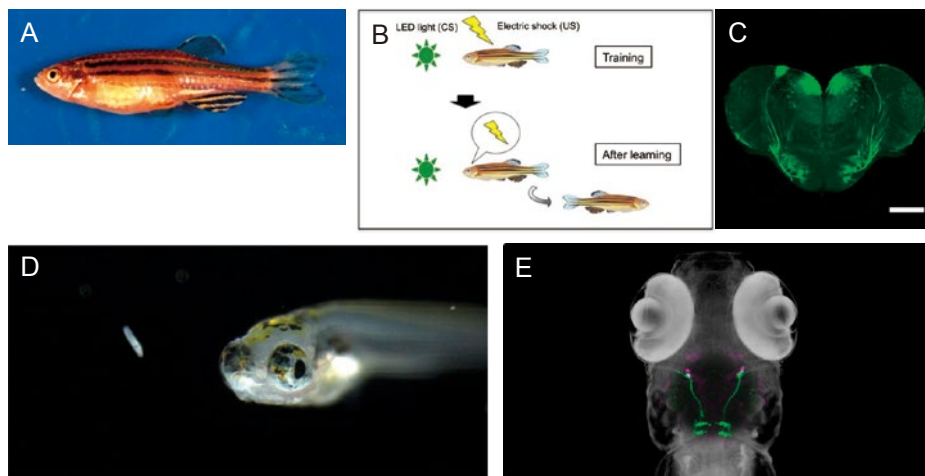 A
B
LED light (CS)
Electric shock (US)
Training
After learning
C
D
E